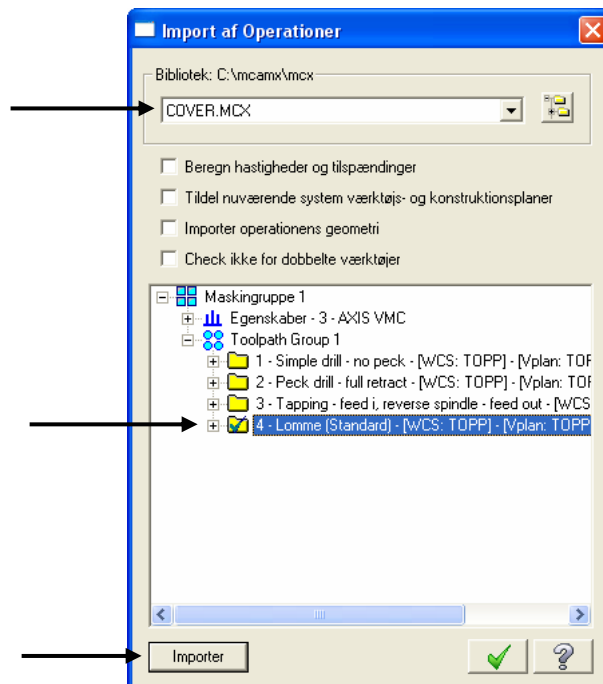 Import af Operationer
Bibliotek: C:\mcamx\mcx
COVER.MCX
Beregn hastigheder og tilspændinger
Tildel nuværende system værktøjs- og konstruktionsplaner
Importer operationens geometri
Check ikke for dobbelte værktøjer
Maskingruppe 1
Egenskaber - 3 - AXIS VMC
Toolpath Group 1
1 - Simple drill - no peck - [WCS: TOPP] - [Vplan: TOP
2 - Peck drill - full retract - [WCS: TOPP] - [Vplan: TOP
3 - Tapping - feed i, reverse spindle - feed out - [WCS
4 - Lomme (Standard) - [WCS: TOPP] - [Vplan: TOPP
Importer